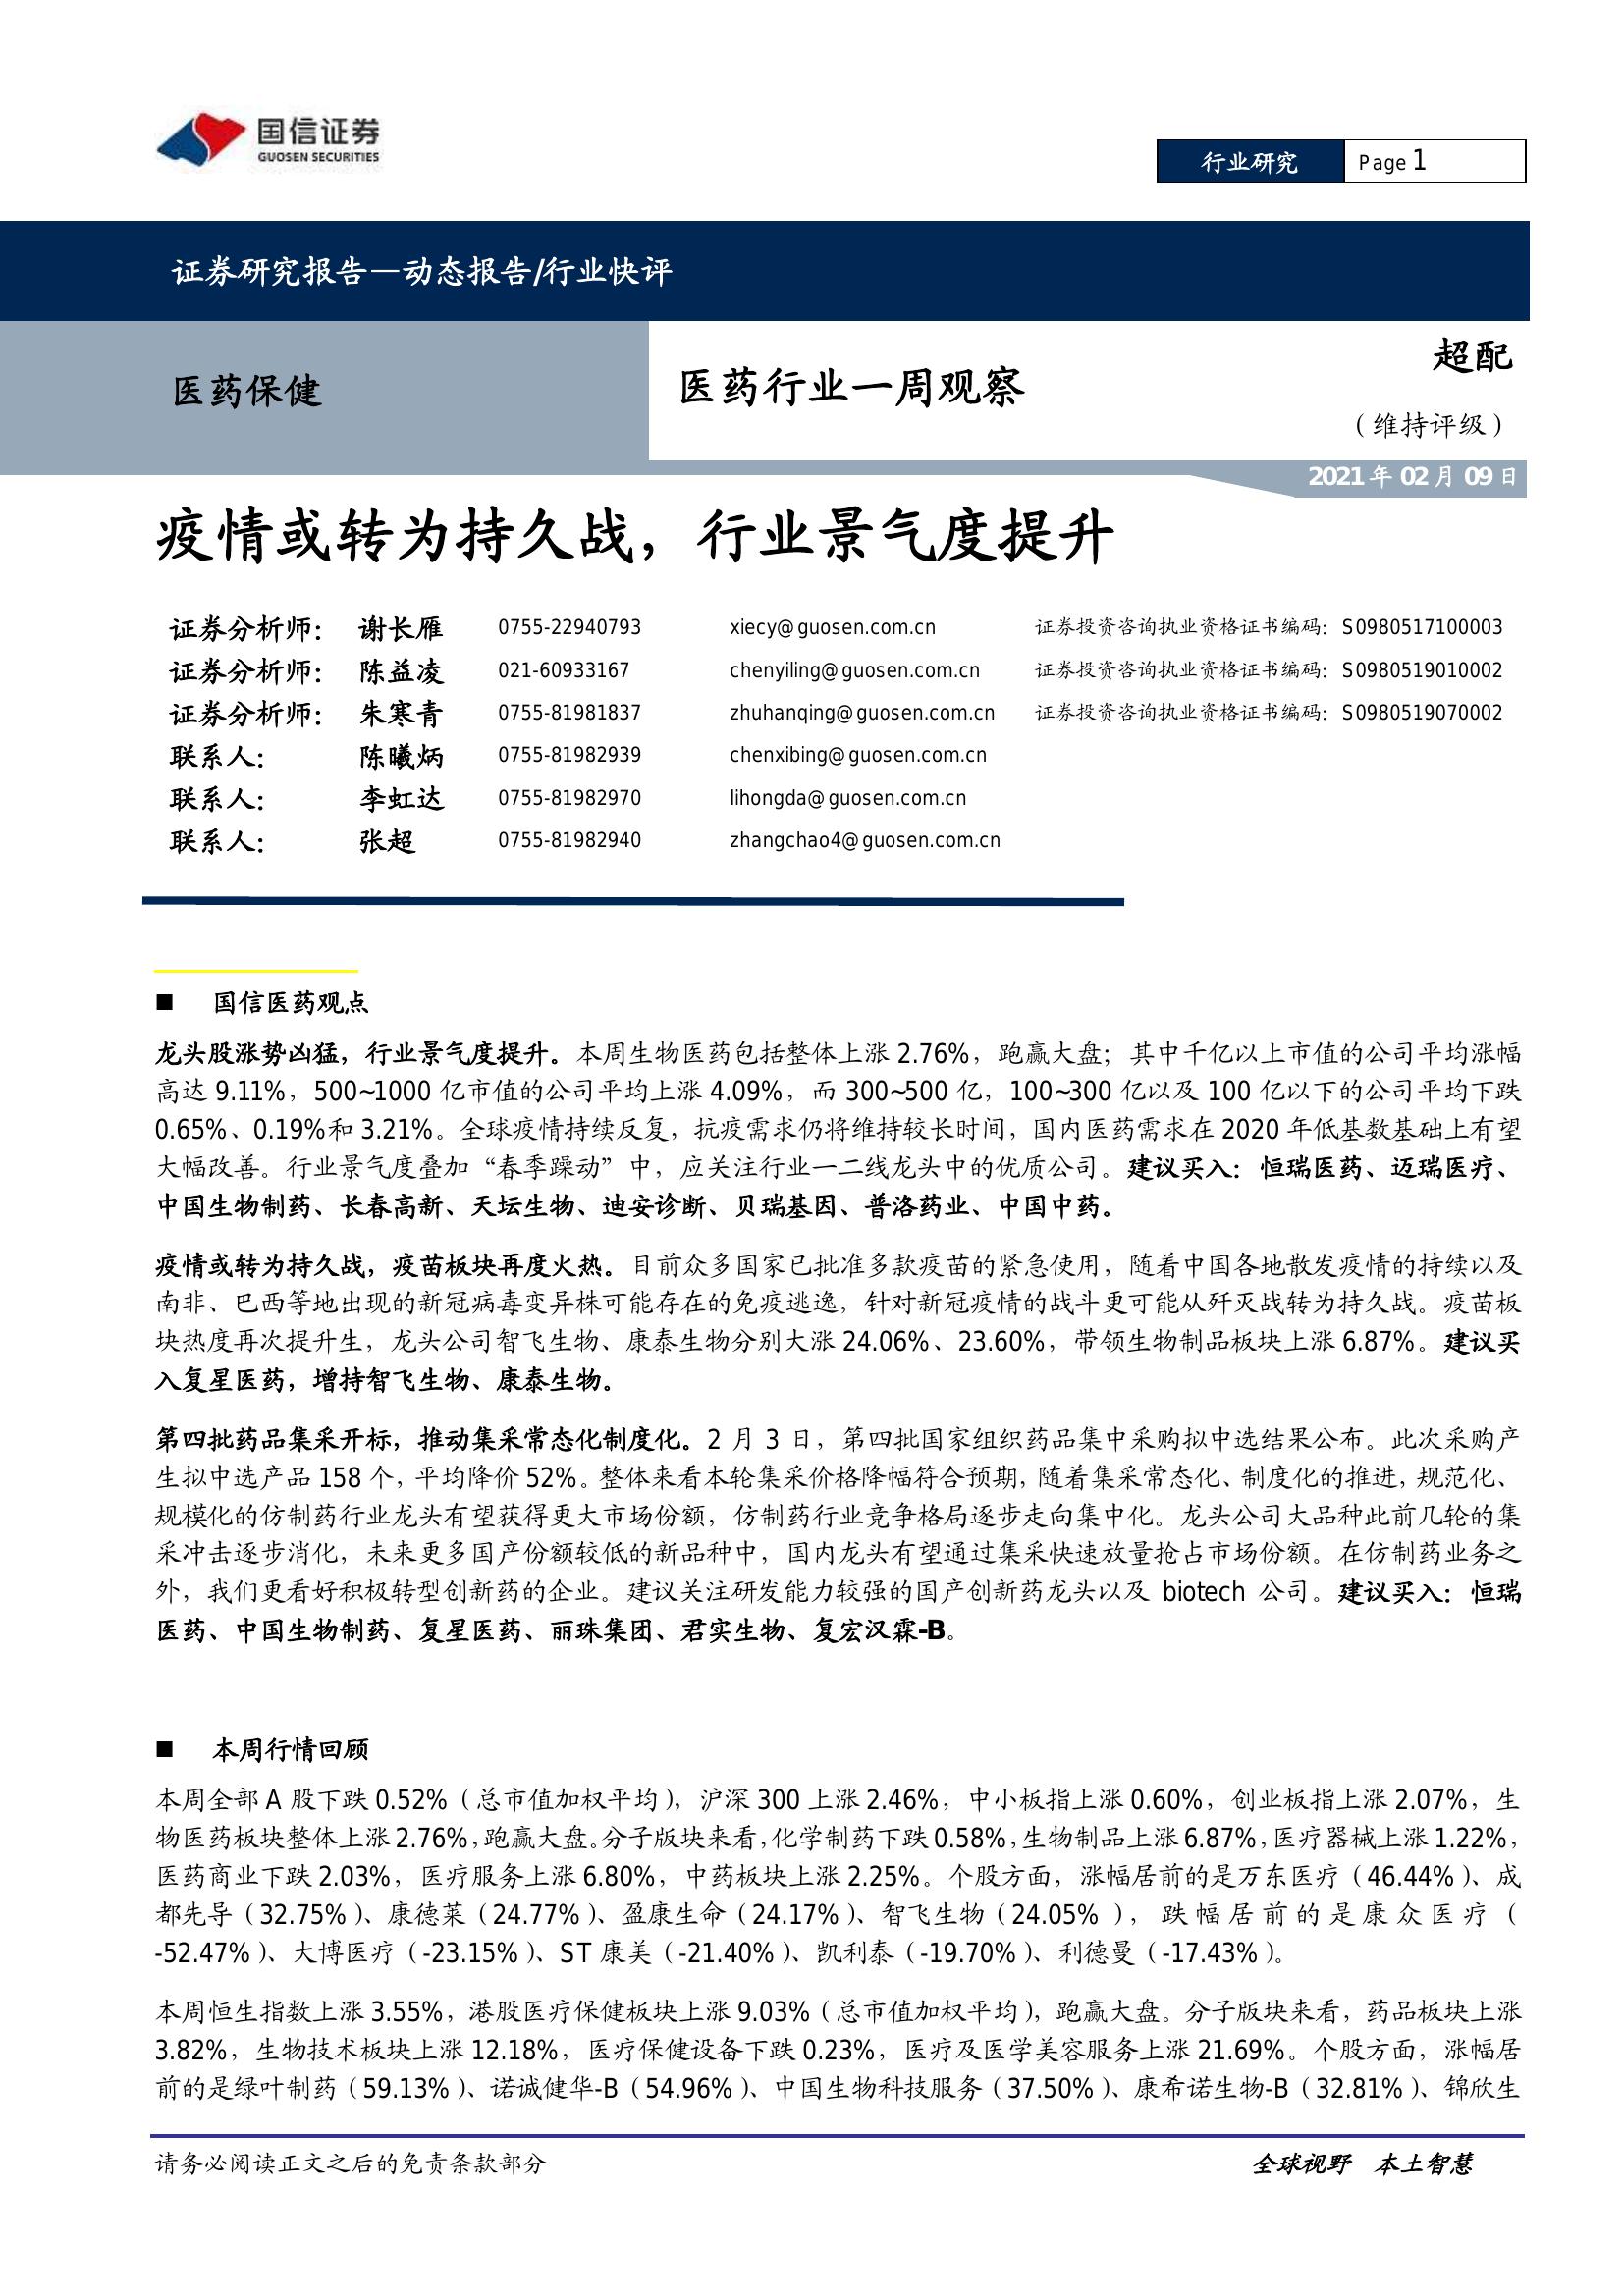 国信证券
GUOSEN SECURITIES
行业研究 Page 1
证券研究报告—动态报告/行业快评
医药保健
医药行业一周观察
超配
（维持评级）
2021 年 02 月 09 日
疫情或转为持久战，行业景气度提升
证券分析师： 谢长雁 0755-22940793 xiecy@guosen.com.cn 证券投资咨询执业资格证书编码：S0980517100003
证券分析师： 陈益凌 021-60933167 chenyiling@guosen.com.cn 证券投资咨询执业资格证书编码：S0980519010002
证券分析师： 朱寒青 0755-81981837 zhuhanqing@guosen.com.cn 证券投资咨询执业资格证书编码：S0980519070002
联系人： 陈曦炳 0755-81982939 chenxibing@guosen.com.cn
联系人： 李虹达 0755-81982970 lihongda@guosen.com.cn
联系人： 张超 0755-81982940 zhangchao4@guosen.com.cn
■ 国信医药观点
龙头股涨势凶猛，行业景气度提升。本周生物医药包括整体上涨 2.76%，跑赢大盘；其中千亿以上市值的公司平均涨幅
高达 9.11%，500~1000 亿市值的公司平均上涨 4.09%，而 300~500 亿，100~300 亿以及 100 亿以下的公司平均下跌
0.65%、0.19%和 3.21%。全球疫情持续反复，抗疫需求仍将维持较长时间，国内医药需求在 2020 年低基数基础上有望
大幅改善。行业景气度叠加“春季躁动”中，应关注行业一二线龙头中的优质公司。建议买入：恒瑞医药、迈瑞医疗、
中国生物制药、长春高新、天坛生物、迪安诊断、贝瑞基因、普洛药业、中国中药。
疫情或转为持久战，疫苗板块再度火热。目前众多国家已批准多款疫苗的紧急使用，随着中国各地散发疫情的持续以及
南非、巴西等地出现的新冠病毒变异株可能存在的免疫逃逸，针对新冠疫情的战斗更可能从歼灭战转为持久战。疫苗板
块热度再次提升生，龙头公司智飞生物、康泰生物分别大涨 24.06%、23.60%，带领生物制品板块上涨 6.87%。建议买
入复星医药，增持智飞生物、康泰生物。
第四批药品集采开标，推动集采常态化制度化。2 月 3 日，第四批国家组织药品集中采购拟中选结果公布。此次采购产
生拟中选产品 158 个，平均降价 52%。整体来看本轮集采价格降幅符合预期，随着集采常态化、制度化的推进，规范化、
规模化的仿制药行业龙头有望获得更大市场份额，仿制药行业竞争格局逐步走向集中化。龙头公司大品种此前几轮的集
采冲击逐步消化，未来更多国产份额较低的新品种中，国内龙头有望通过集采快速放量抢占市场份额。在仿制药业务之
外，我们更看好积极转型创新药的企业。建议关注研发能力较强的国产创新药龙头以及 biotech 公司。建议买入：恒瑞
医药、中国生物制药、复星医药、丽珠集团、君实生物、复宏汉霖-B。
■ 本周行情回顾
本周全部 A 股下跌 0.52%（总市值加权平均），沪深 300 上涨 2.46%，中小板指上涨 0.60%，创业板指上涨 2.07%，生
物医药板块整体上涨 2.76%，跑赢大盘。分子版块来看，化学制药下跌 0.58%，生物制品上涨 6.87%，医疗器械上涨 1.22%，
医药商业下跌 2.03%，医疗服务上涨 6.80%，中药板块上涨 2.25%。个股方面，涨幅居前的是万东医疗（46.44%）、成
都先导（32.75%）、康德莱（24.77%）、盈康生命（24.17%）、智飞生物（24.05% ），跌幅居前的是康众医疗（
-52.47%）、大博医疗（-23.15%）、ST 康美（-21.40%）、凯利泰（-19.70%）、利德曼（-17.43%）。
本周恒生指数上涨 3.55%，港股医疗保健板块上涨 9.03%（总市值加权平均），跑赢大盘。分子版块来看，药品板块上涨
3.82%，生物技术板块上涨 12.18%，医疗保健设备下跌 0.23%，医疗及医学美容服务上涨 21.69%。个股方面，涨幅居
前的是绿叶制药（59.13%）、诺诚健华-B（54.96%）、中国生物科技服务（37.50%）、康希诺生物-B（32.81%）、锦欣生
请务必阅读正文之后的免责条款部分 全球视野 本土智慧